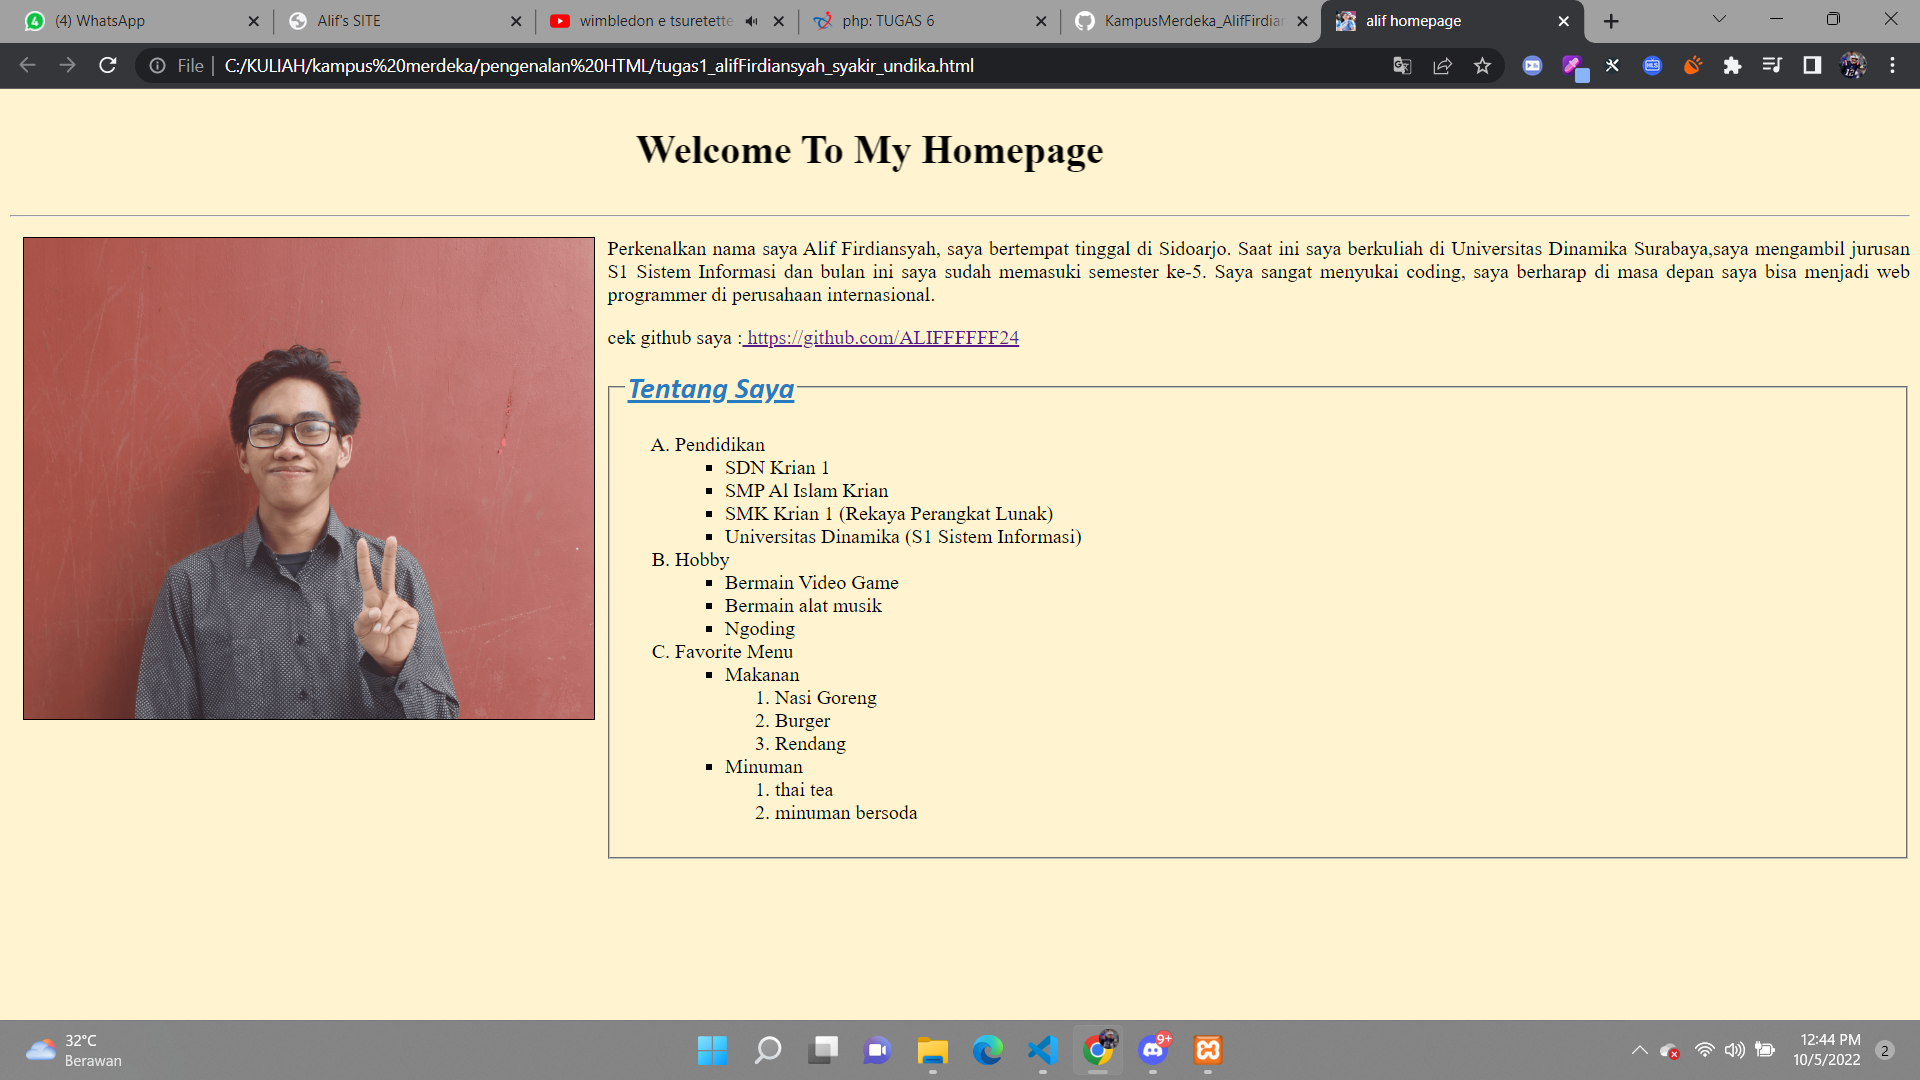 (4) WhatsApp
Alif's SITE
wimbledon e tsuretette
php: TUGAS 6
KampusMerdeka_AlifFirdian
alif homepage
File
C:/KULIAH/kampus%20merdeka/pengenalan%20HTML/tugas1_alifFirdiansyah_syakir_undika.html
Welcome To My Homepage
Perkenalkan nama saya Alif Firdiansyah, saya bertempat tinggal di Sidoarjo. Saat ini saya berkuliah di Universitas Dinamika Surabaya,saya mengambil jurusan
S1 Sistem Informasi dan bulan ini saya sudah memasuki semester ke-5. Saya sangat menyukai coding, saya berharap di masa depan saya bisa menjadi web
programmer di perusahaan internasional.
cek github saya : https://github.com/ALIFFFFFF24
Tentang Saya
A. Pendidikan
SDN Krian 1
SMP Al Islam Krian
SMK Krian 1 (Rekaya Perangkat Lunak)
Universitas Dinamika (S1 Sistem Informasi)
B. Hobby
Bermain Video Game
Bermain alat musik
Ngoding
C. Favorite Menu
Makanan
1. Nasi Goreng
2. Burger
3. Rendang
Minuman
1. thai tea
2. minuman bersoda
32°C
Berawan
9+
12:44 PM
10/5/2022
2